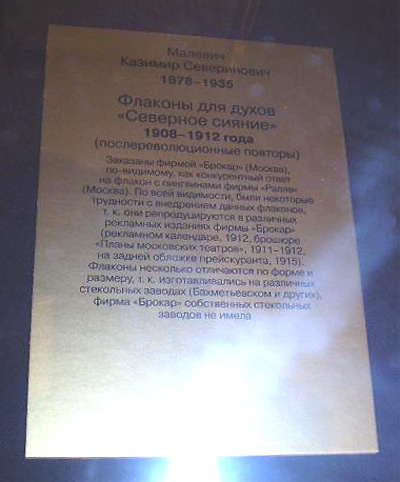 Малевич
Казимир Северинович
1878–1935
Флаконы для духов
«Северное сияние»
1908–1912 года
(послереволюционные повторы)
Заказаны фирмой «Брокар» (Москва),
по-видимому, как конкурентный ответ
на флакон с пингвинами фирмы «Ралле»
(Москва). По всей видимости, были некоторые
трудности с внедрением данных флаконов,
т. к. они репродуцируются в различных
рекламных изданиях фирмы «Брокар»
(рекламном календаре, 1912, брошюре
«Планы московских театров», 1911–1912,
на задней обложке прейскуранта, 1915).
Флаконы несколько отличаются по форме и
размеру, т. к. изготавливались на различных
стекольных заводах (Бахметьевском и других),
фирма «Брокар» собственных стекольных
заводов не имела